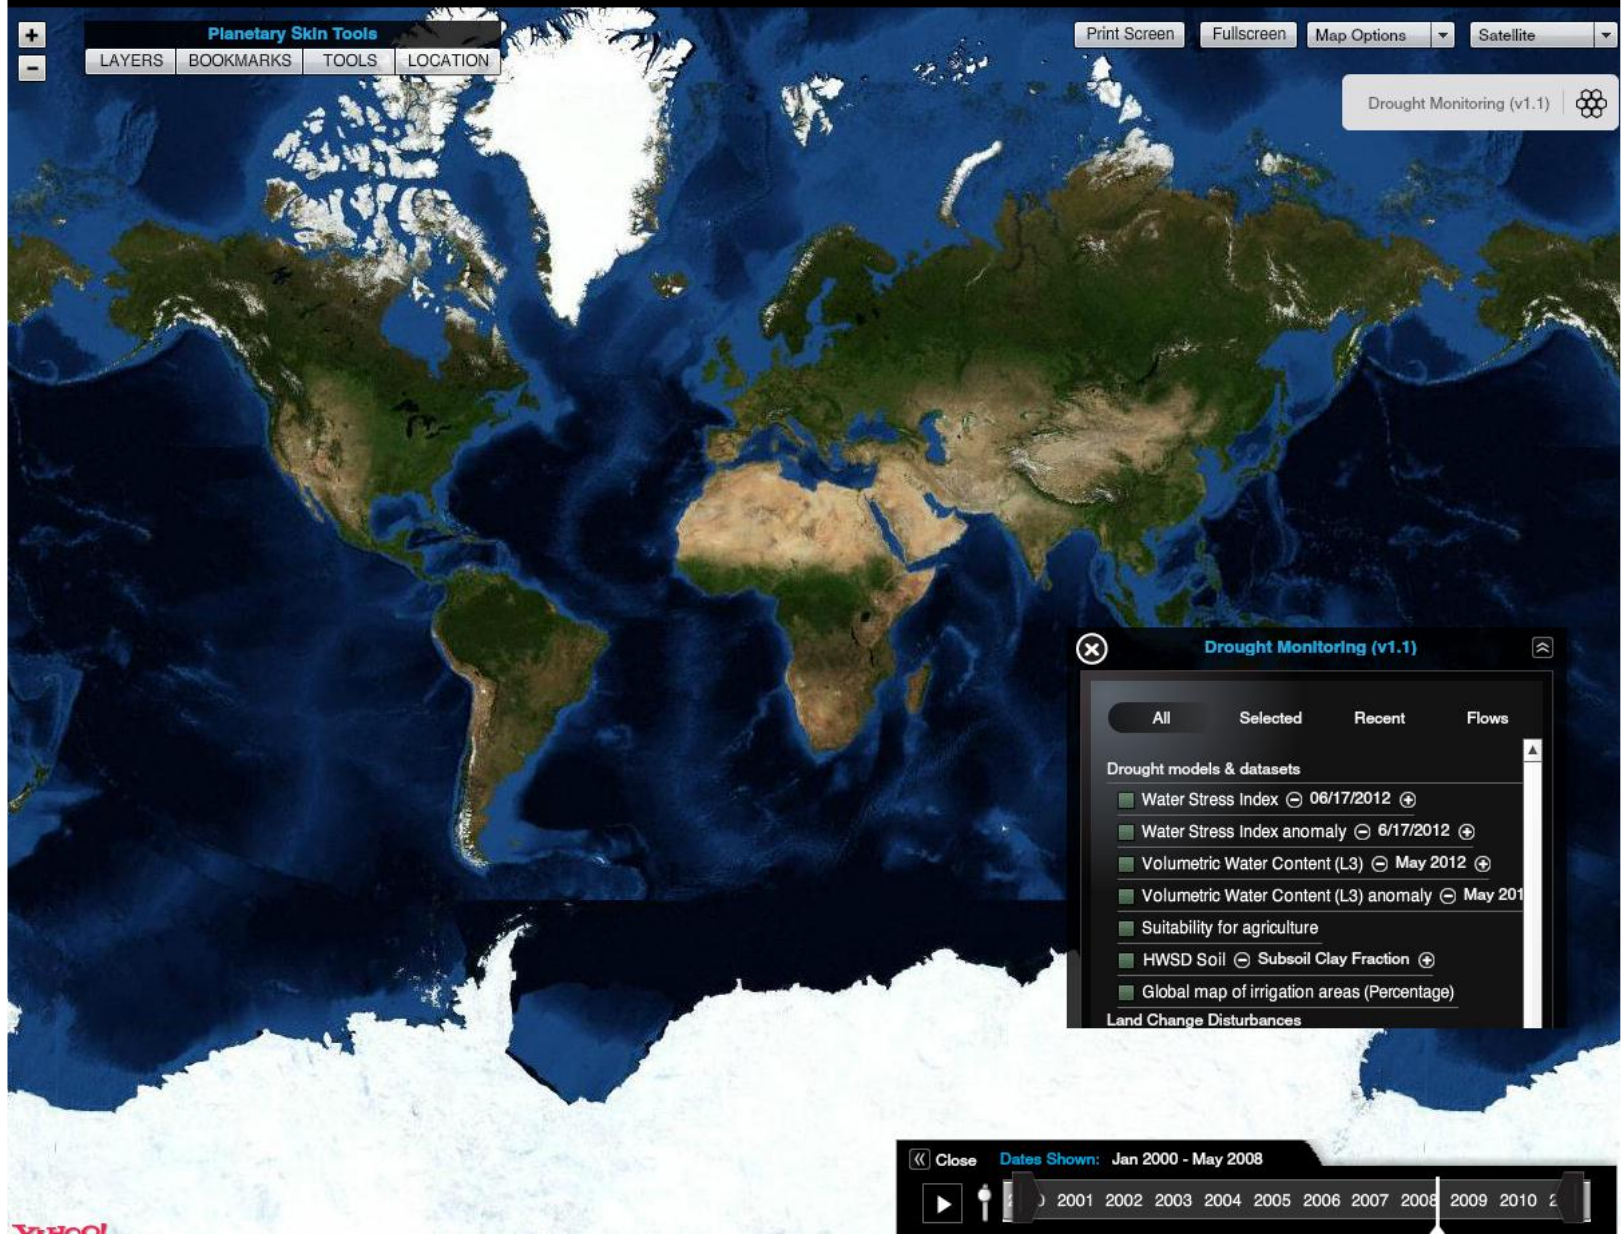 Planetary Skin Tools
LAYERS BOOKMARKS TOOLS LOCATION
Print Screen Fullscreen Map Options Satellite
Drought Monitoring (v1.1)
Drought Monitoring (v1.1)
All Selected Recent Flows
Drought models & datasets
Water Stress Index 06/17/2012
Water Stress Index anomaly 6/17/2012
Volumetric Water Content (L3) May 2012
Volumetric Water Content (L3) anomaly May 201
Suitability for agriculture
HWSD Soil Subsoil Clay Fraction
Global map of irrigation areas (Percentage)
Land Change Disturbances
Close Dates Shown: Jan 2000 - May 2008
2001 2002 2003 2004 2005 2006 2007 2008 2009 2010
YAHOO!